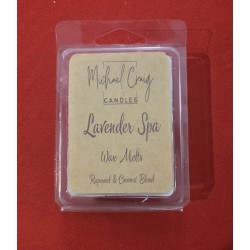 Michael Craig
CANDLES
Lavender Spa
Wax Melts
Rapeseed & Coconut Blend